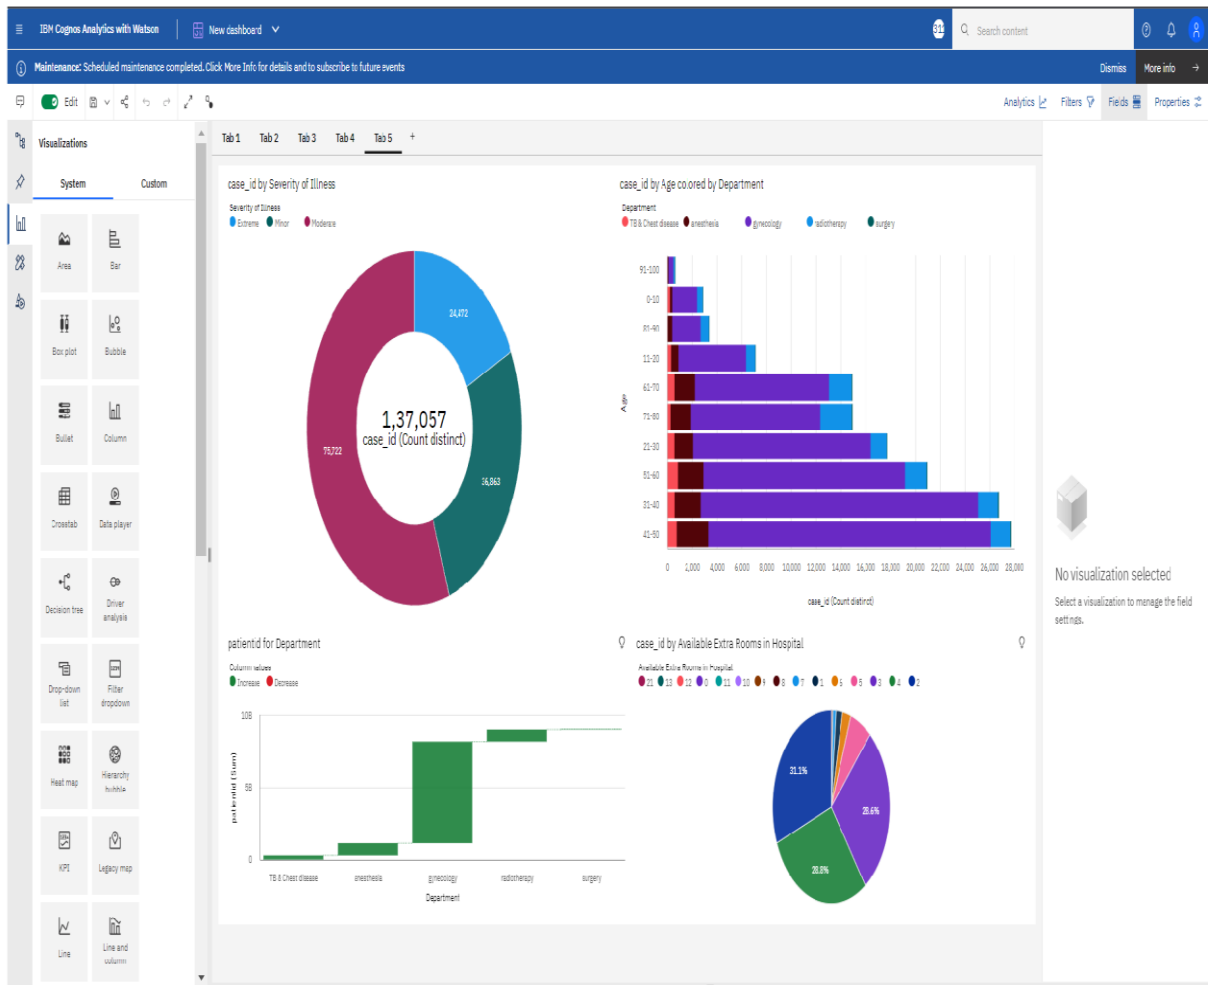 IBM Cognos Analytics with Watson
New dashboard
Search content
Maintenance: Scheduled maintenance completed. Click More Info for details and to subscribe to future events
Dismiss
More info
Edit
Analytics
Filters
Fields
Properties
Visualizations
System
Custom
Area
Bar
Box plot
Bubble
Bullet
Column
Crosstab
Data player
Decision tree
Driver
analysis
Drop-down
list
Filter
dropdown
Heat map
Hierarchy
bubble
KPI
Legacy map
Line
Line and
column
Tab 1 Tab 2 Tab 3 Tab 4 Tab 5 +
case_id by Severity of Illness
Severity of Illness
Extreme Minor Moderate
24,472
1,37,057
case_id (Count distinct)
75,722
36,863
case_id by Age colored by Department
Department
TB & Chest disease anesthesia gynecology radiotherapy surgery
91-100
0-10
81-90
11-20
61-70
71-80
21-30
51-60
31-40
41-50
Age
0 2,000 4,000 6,000 8,000 10,000 12,000 14,000 16,000 18,000 20,000 22,000 24,000 26,000 28,000
case_id (Count distinct)
patientid for Department
Column values
Increase Decrease
10B
5B
0
patientid (Sum)
TB & Chest disease anesthesia gynecology radiotherapy surgery
Department
case_id by Available Extra Rooms in Hospital
Available Extra Rooms in Hospital
21 13 12 0 11 10 9 8 7 1 6 5 3 4 2
31.1%
28.6%
28.8%
No visualization selected
Select a visualization to manage the field
settings.